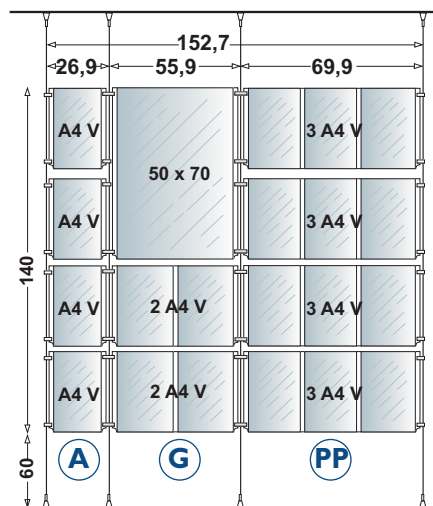 152,7
26,9 55,9 69,9
A4 V 3 A4 V
50 x 70
A4 V 3 A4 V
140
A4 V 2 A4 V 3 A4 V
A4 V 2 A4 V 3 A4 V
60
A G PP